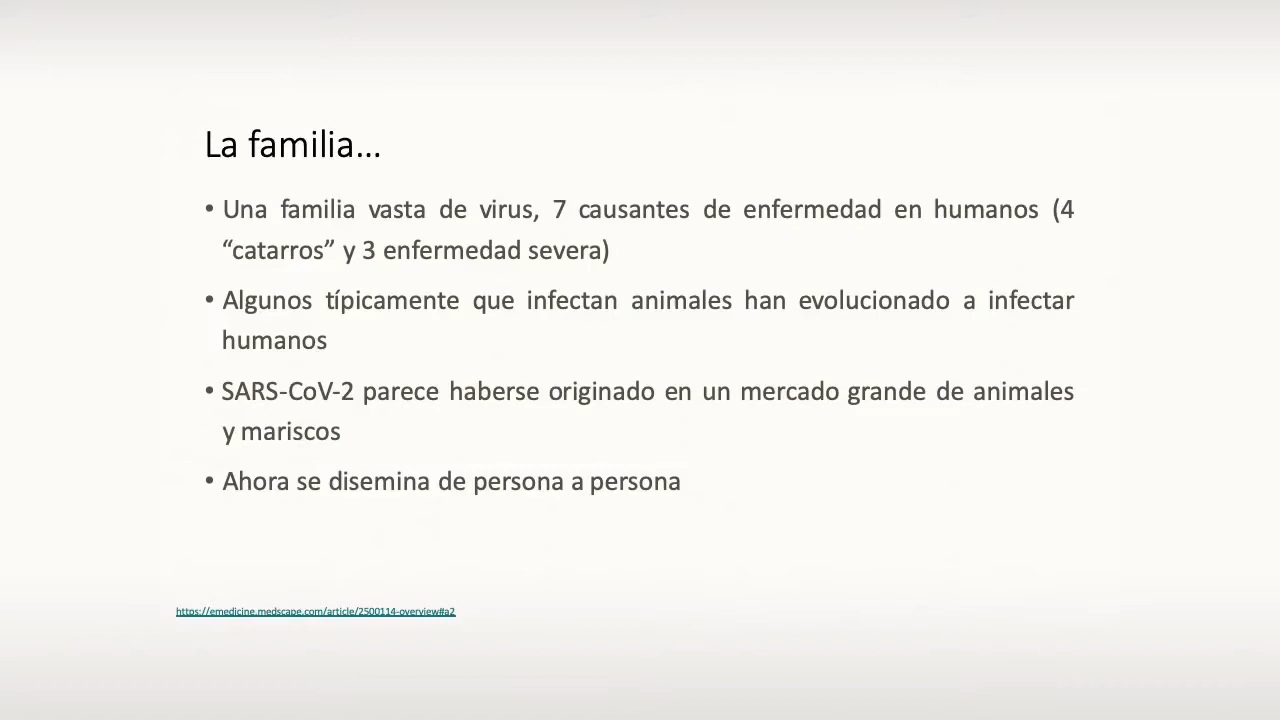 La familia...
• Una familia vasta de virus, 7 causantes de enfermedad en humanos (4
“catarros” y 3 enfermedad severa)
• Algunos típicamente que infectan animales han evolucionado a infectar
humanos
• SARS-CoV-2 parece haberse originado en un mercado grande de animales
y mariscos
• Ahora se disemina de persona a persona
https://emedicine.medscape.com/article/2500114-overview#a2